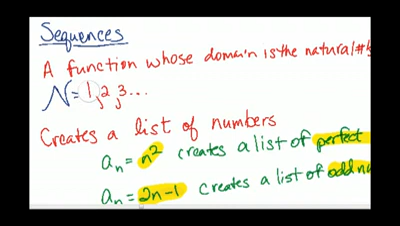 Sequences
A function whose domain is the natural #
N = 1, 2, 3 ...
Creates a list of numbers
aₙ = n² creates a list of perfect
aₙ = 2n-1 creates a list of odd